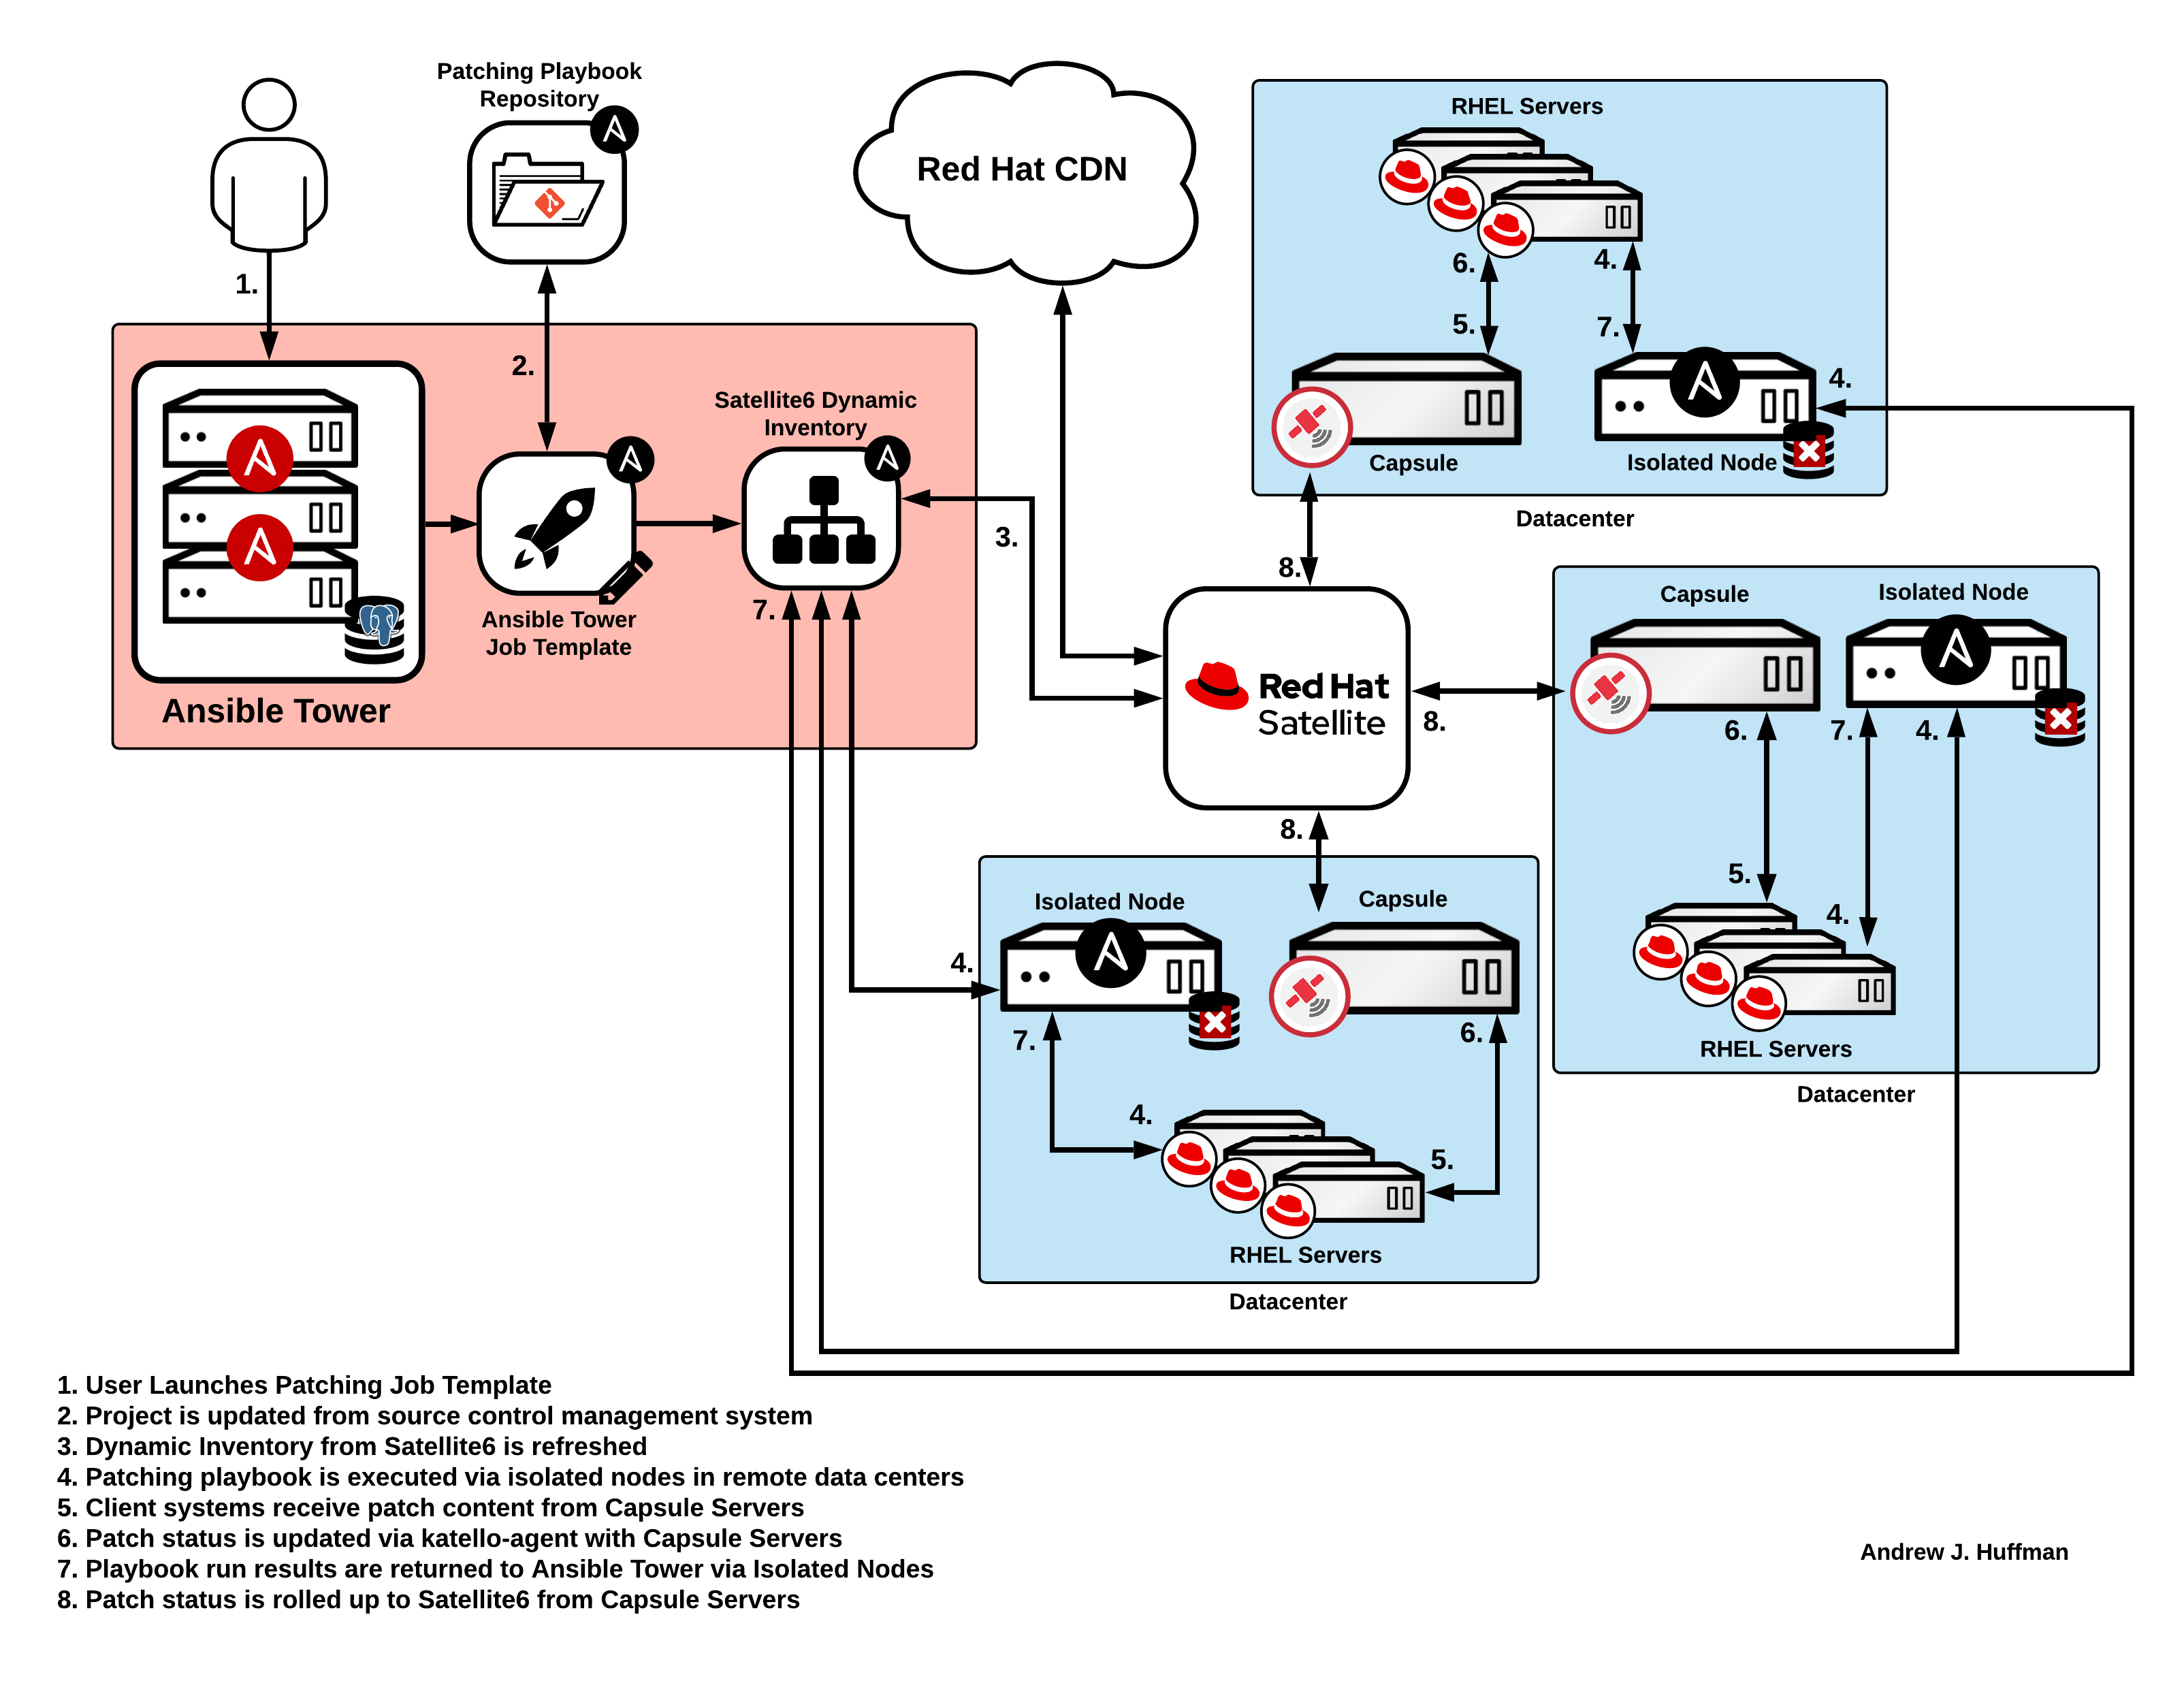 Patching Playbook
Repository
Red Hat CDN
RHEL Servers
1.
2.
6.
4.
5.
7.
4.
Capsule
Isolated Node
Datacenter
Satellite6 Dynamic
Inventory
3.
7.
Ansible Tower
Job Template
Ansible Tower
8.
Red Hat
Satellite
8.
8.
Capsule
Isolated Node
6.
7.
4.
5.
4.
RHEL Servers
Datacenter
Isolated Node
Capsule
4.
7.
6.
4.
5.
RHEL Servers
Datacenter
1. User Launches Patching Job Template
2. Project is updated from source control management system
3. Dynamic Inventory from Satellite6 is refreshed
4. Patching playbook is executed via isolated nodes in remote data centers
5. Client systems receive patch content from Capsule Servers
6. Patch status is updated via katello-agent with Capsule Servers
7. Playbook run results are returned to Ansible Tower via Isolated Nodes
8. Patch status is rolled up to Satellite6 from Capsule Servers
Andrew J. Huffman